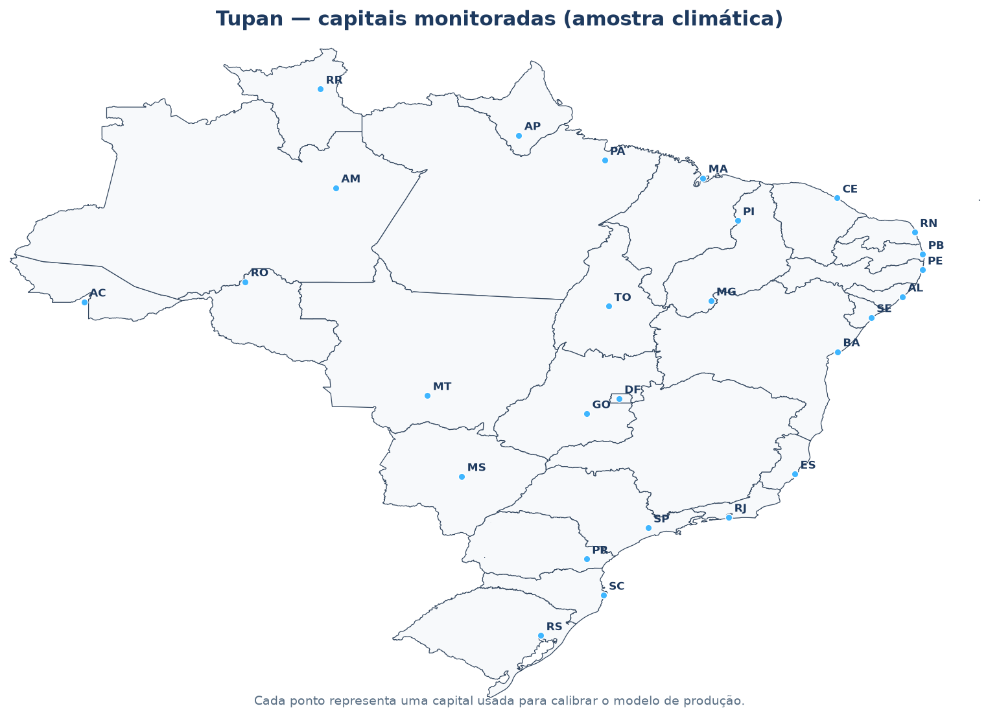 Tupan — capitais monitoradas (amostra climática)
RR
AP
PA
MA
AM
CE
PI
RN
PB
PE
RO
AL
AC
MG
TO
SE
BA
MT
DF
GO
ES
MS
RJ
SP
PR
SC
RS
Cada ponto representa uma capital usada para calibrar o modelo de produção.